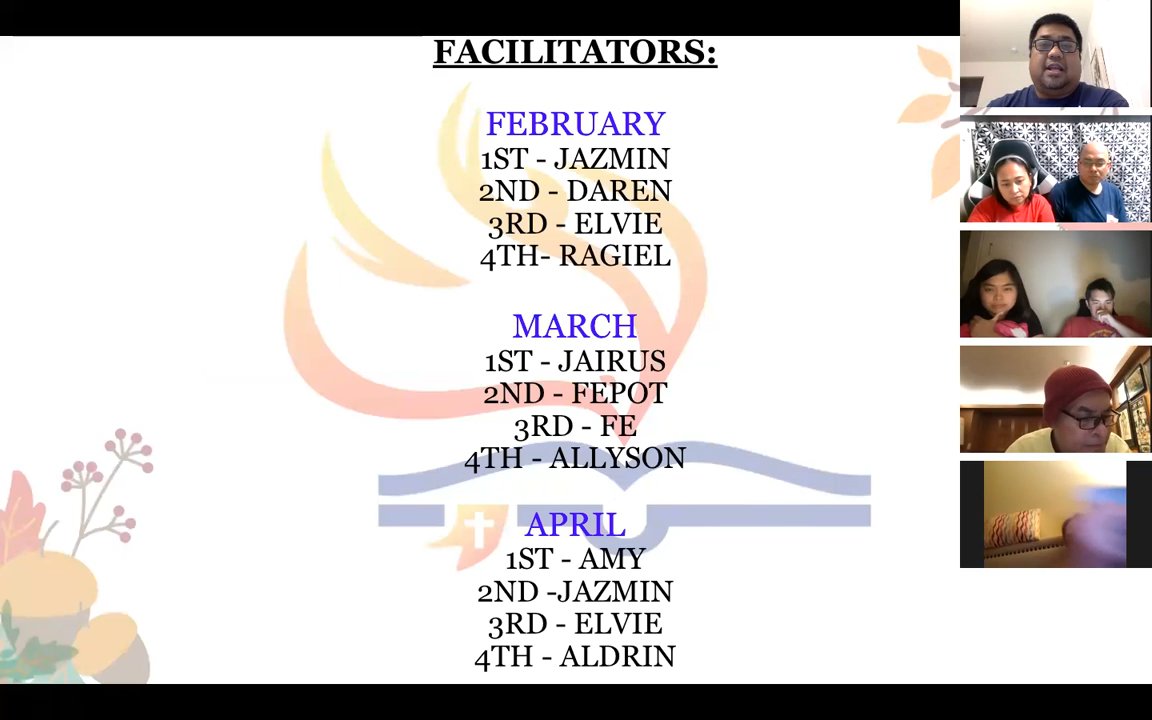 FACILITATORS:
FEBRUARY
1ST - JAZMIN
2ND - DAREN
3RD - ELVIE
4TH- RAGIEL
MARCH
1ST - JAIRUS
2ND - FEPOT
3RD - FE
4TH - ALLYSON
APRIL
1ST - AMY
2ND -JAZMIN
3RD - ELVIE
4TH - ALDRIN